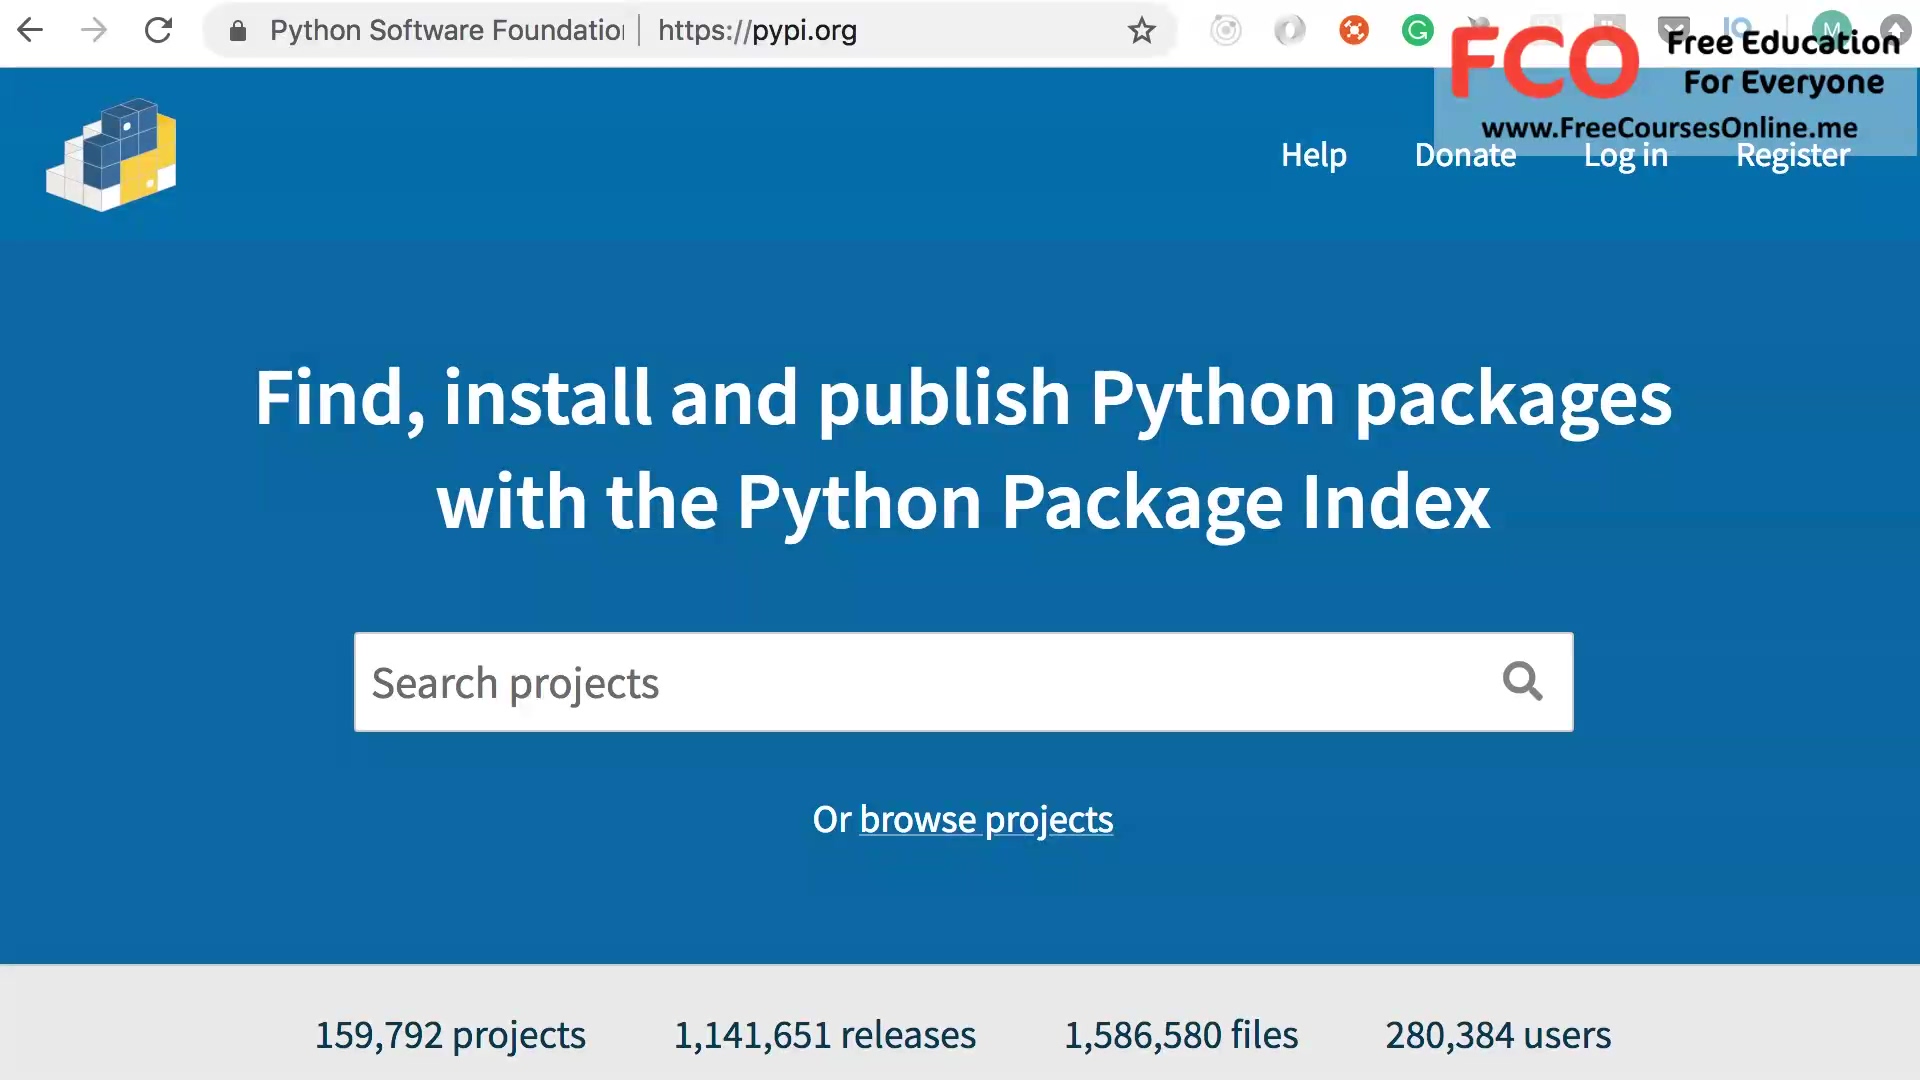 Python Software Foundation https://pypi.org
FCO Free Education
For Everyone
www.FreeCoursesOnline.me
Help Donate Log in Register
Find, install and publish Python packages
with the Python Package Index
Search projects
Or browse projects
159,792 projects 1,141,651 releases 1,586,580 files 280,384 users